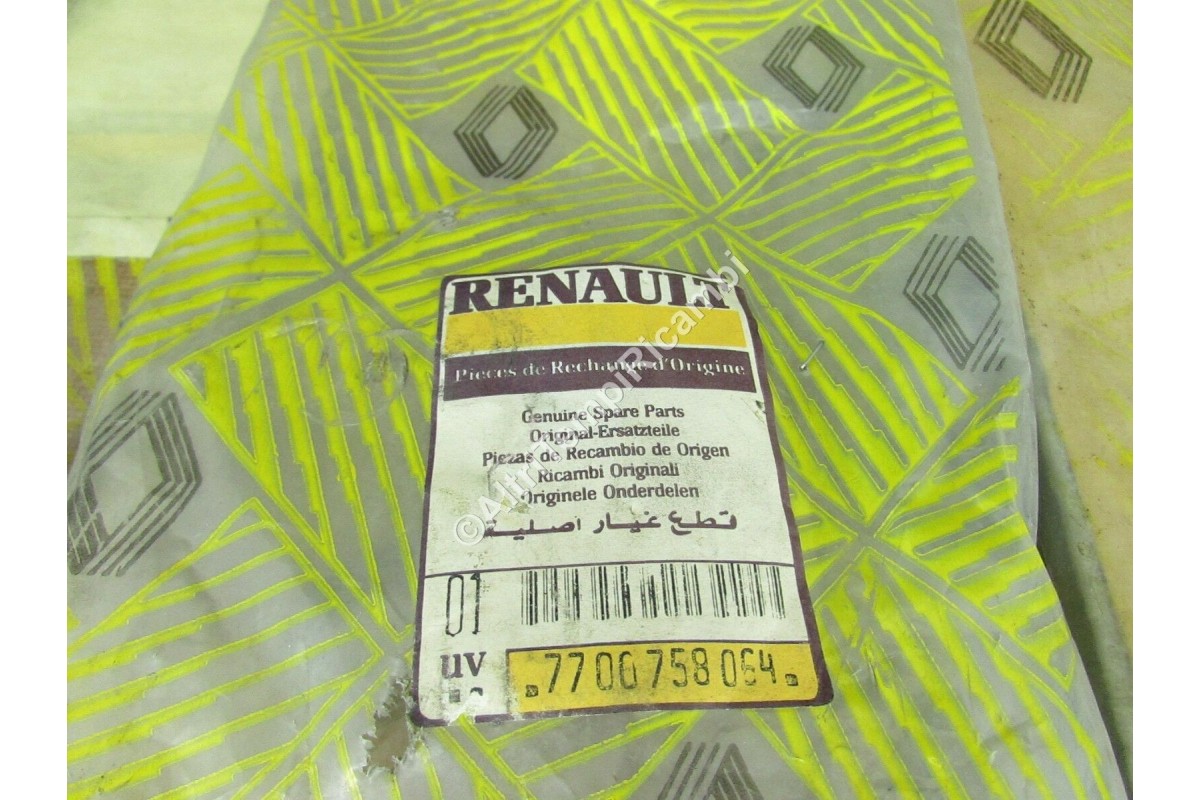 RENAULT
Pieces de Rechange d'Origine
Genuine Spare Parts
Original-Ersatzteile
Piezas de Recambio de Origen
Ricambi Originali
Originele Onderdelen
قطع غيار اصلية
01
uv
7700758064
©AltritempiRicambi